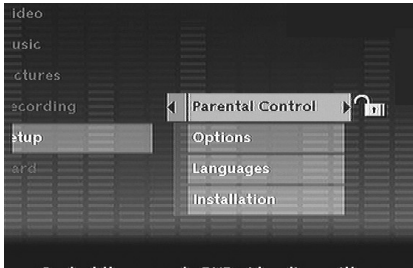 ideo
usic
ctures
ecording
Parental Control
etup
Options
ard
Languages
Installation